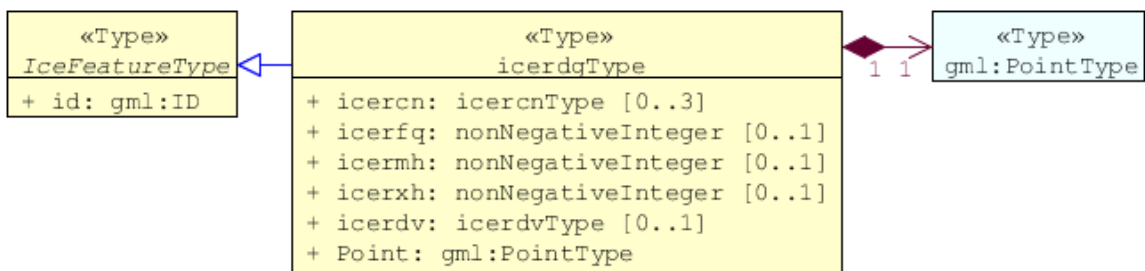 «Type»
IceFeatureType
+ id: gml:ID
«Type»
icerdgType
+ icercn: icercnType [0..3]
+ icerfq: nonNegativeInteger [0..1]
+ icermh: nonNegativeInteger [0..1]
+ icerxh: nonNegativeInteger [0..1]
+ icerdv: icerdvType [0..1]
+ Point: gml:PointType
1 1
«Type»
gml:PointType